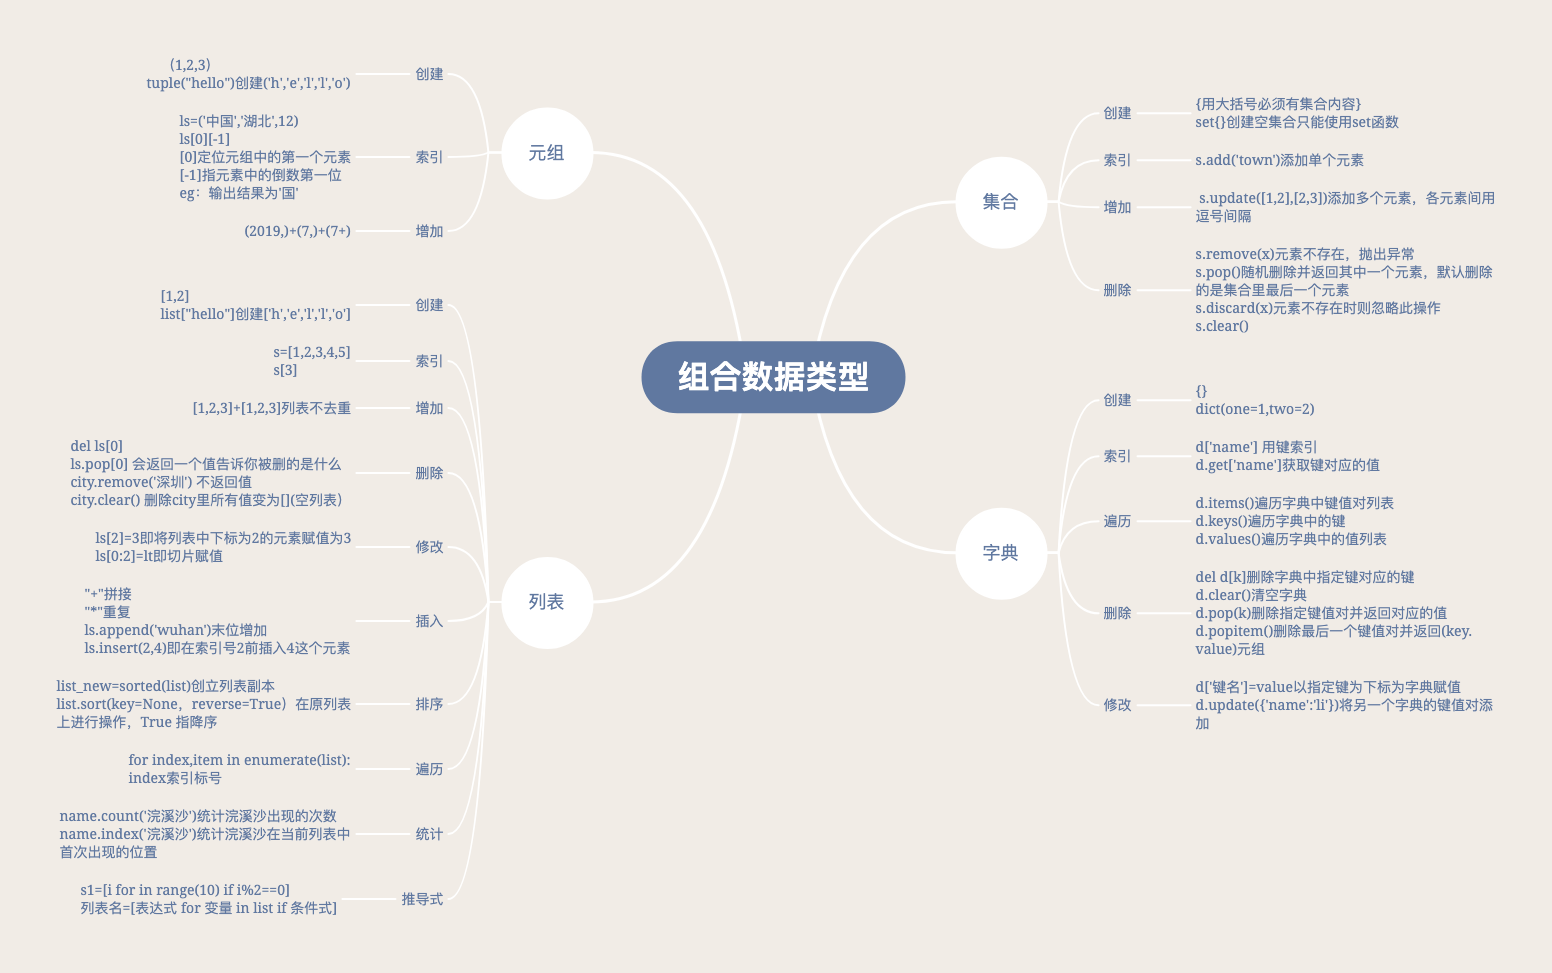 组合数据类型
元组
创建
(1,2,3)
tuple("hello")创建('h','e','l','l','o')
索引
ls=('中国','湖北',12)
ls[0][-1]
[0]定位元组中的第一个元素
[-1]指元素中的倒数第一位
eg：输出结果为'国'
增加
(2019,)+(7,)+(7+)
列表
创建
[1,2]
list["hello"]创建['h','e','l','l','o']
索引
s=[1,2,3,4,5]
s[3]
增加
[1,2,3]+[1,2,3]列表不去重
删除
del ls[0]
ls.pop[0] 会返回一个值告诉你被删的是什么
city.remove('深圳') 不返回值
city.clear() 删除city里所有值变为[](空列表）
修改
ls[2]=3即将列表中下标为2的元素赋值为3
ls[0:2]=lt即切片赋值
插入
"+"拼接
"*"重复
ls.append('wuhan')末位增加
ls.insert(2,4)即在索引号2前插入4这个元素
排序
list_new=sorted(list)创立列表副本
list.sort(key=None，reverse=True）在原列表
上进行操作，True 指降序
遍历
for index,item in enumerate(list):
index索引标号
统计
name.count('浣溪沙')统计浣溪沙出现的次数
name.index('浣溪沙')统计浣溪沙在当前列表中
首次出现的位置
推导式
s1=[i for in range(10) if i%2==0]
列表名=[表达式 for 变量 in list if 条件式]
集合
创建
{用大括号必须有集合内容}
set{}创建空集合只能使用set函数
索引
s.add('town')添加单个元素
增加
s.update([1,2],[2,3])添加多个元素，各元素间用
逗号间隔
删除
s.remove(x)元素不存在，抛出异常
s.pop()随机删除并返回其中一个元素，默认删除
的是集合里最后一个元素
s.discard(x)元素不存在时则忽略此操作
s.clear()
字典
创建
{}
dict(one=1,two=2)
索引
d['name'] 用键索引
d.get['name']获取键对应的值
遍历
d.items()遍历字典中键值对列表
d.keys()遍历字典中的键
d.values()遍历字典中的值列表
删除
del d[k]删除字典中指定键对应的键
d.clear()清空字典
d.pop(k)删除指定键值对并返回对应的值
d.popitem()删除最后一个键值对并返回(key.
value)元组
修改
d['键名']=value以指定键为下标为字典赋值
d.update({'name':'li'})将另一个字典的键值对添
加